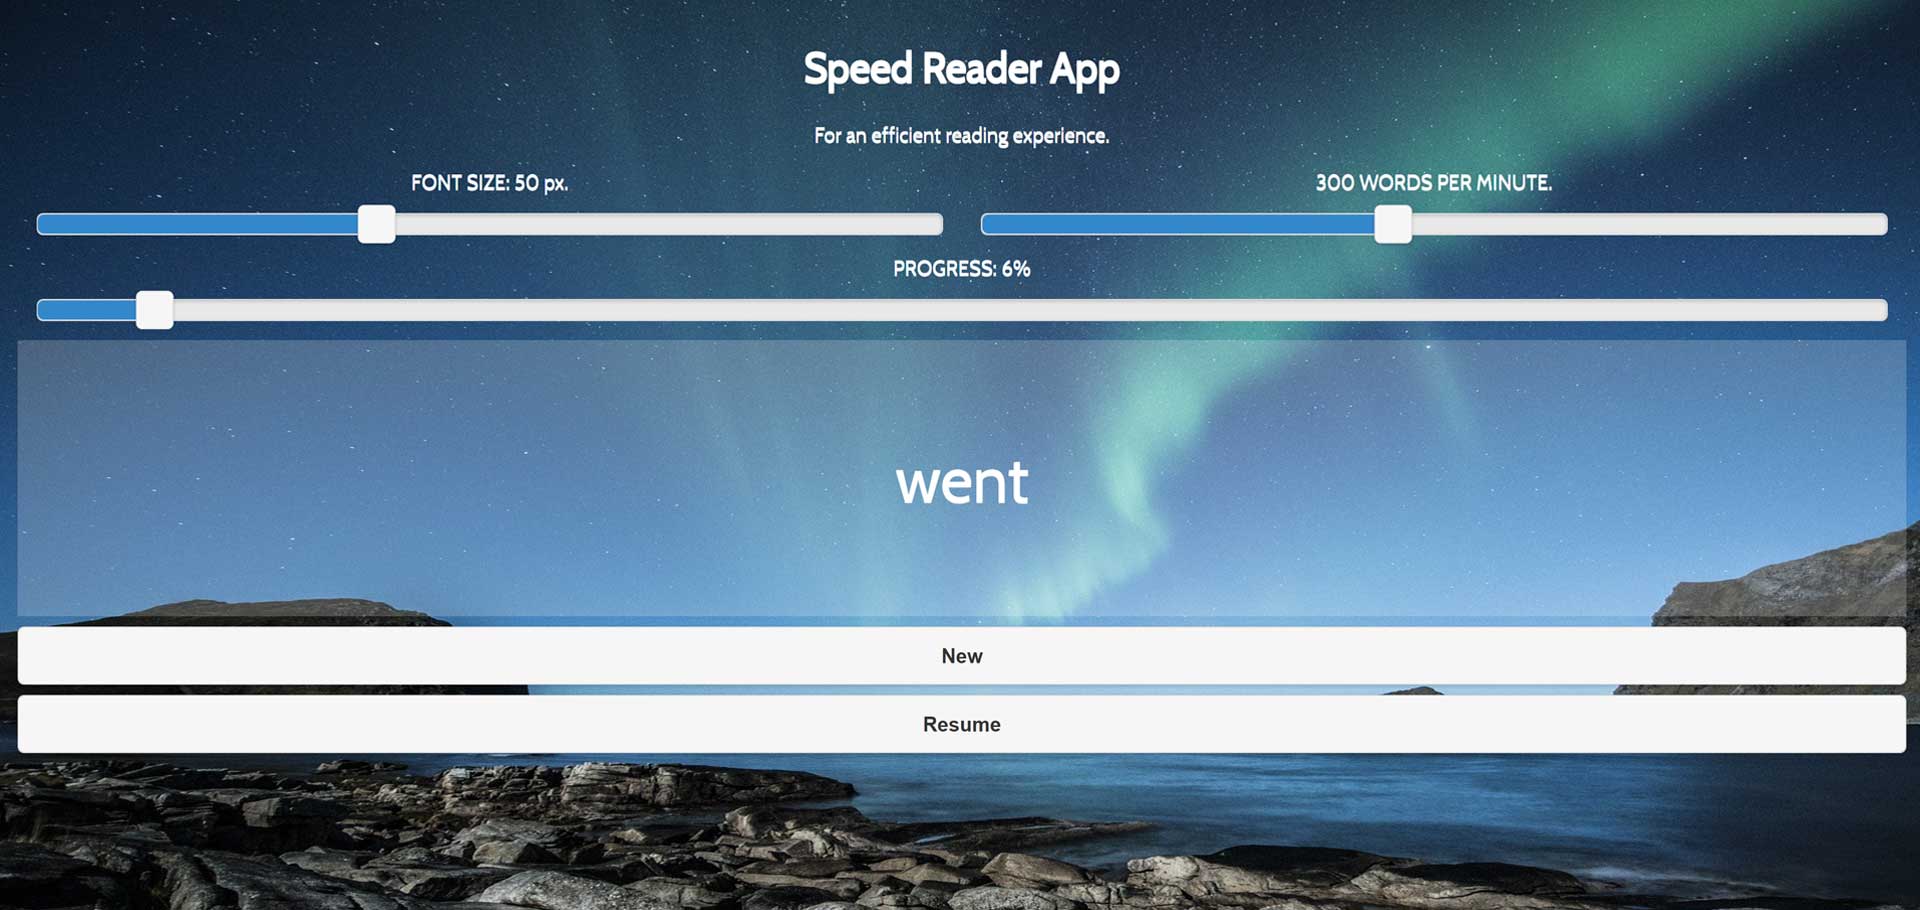 Speed Reader App
For an efficient reading experience.
FONT SIZE: 50 px.
300 WORDS PER MINUTE.
PROGRESS: 6%
went
New
Resume